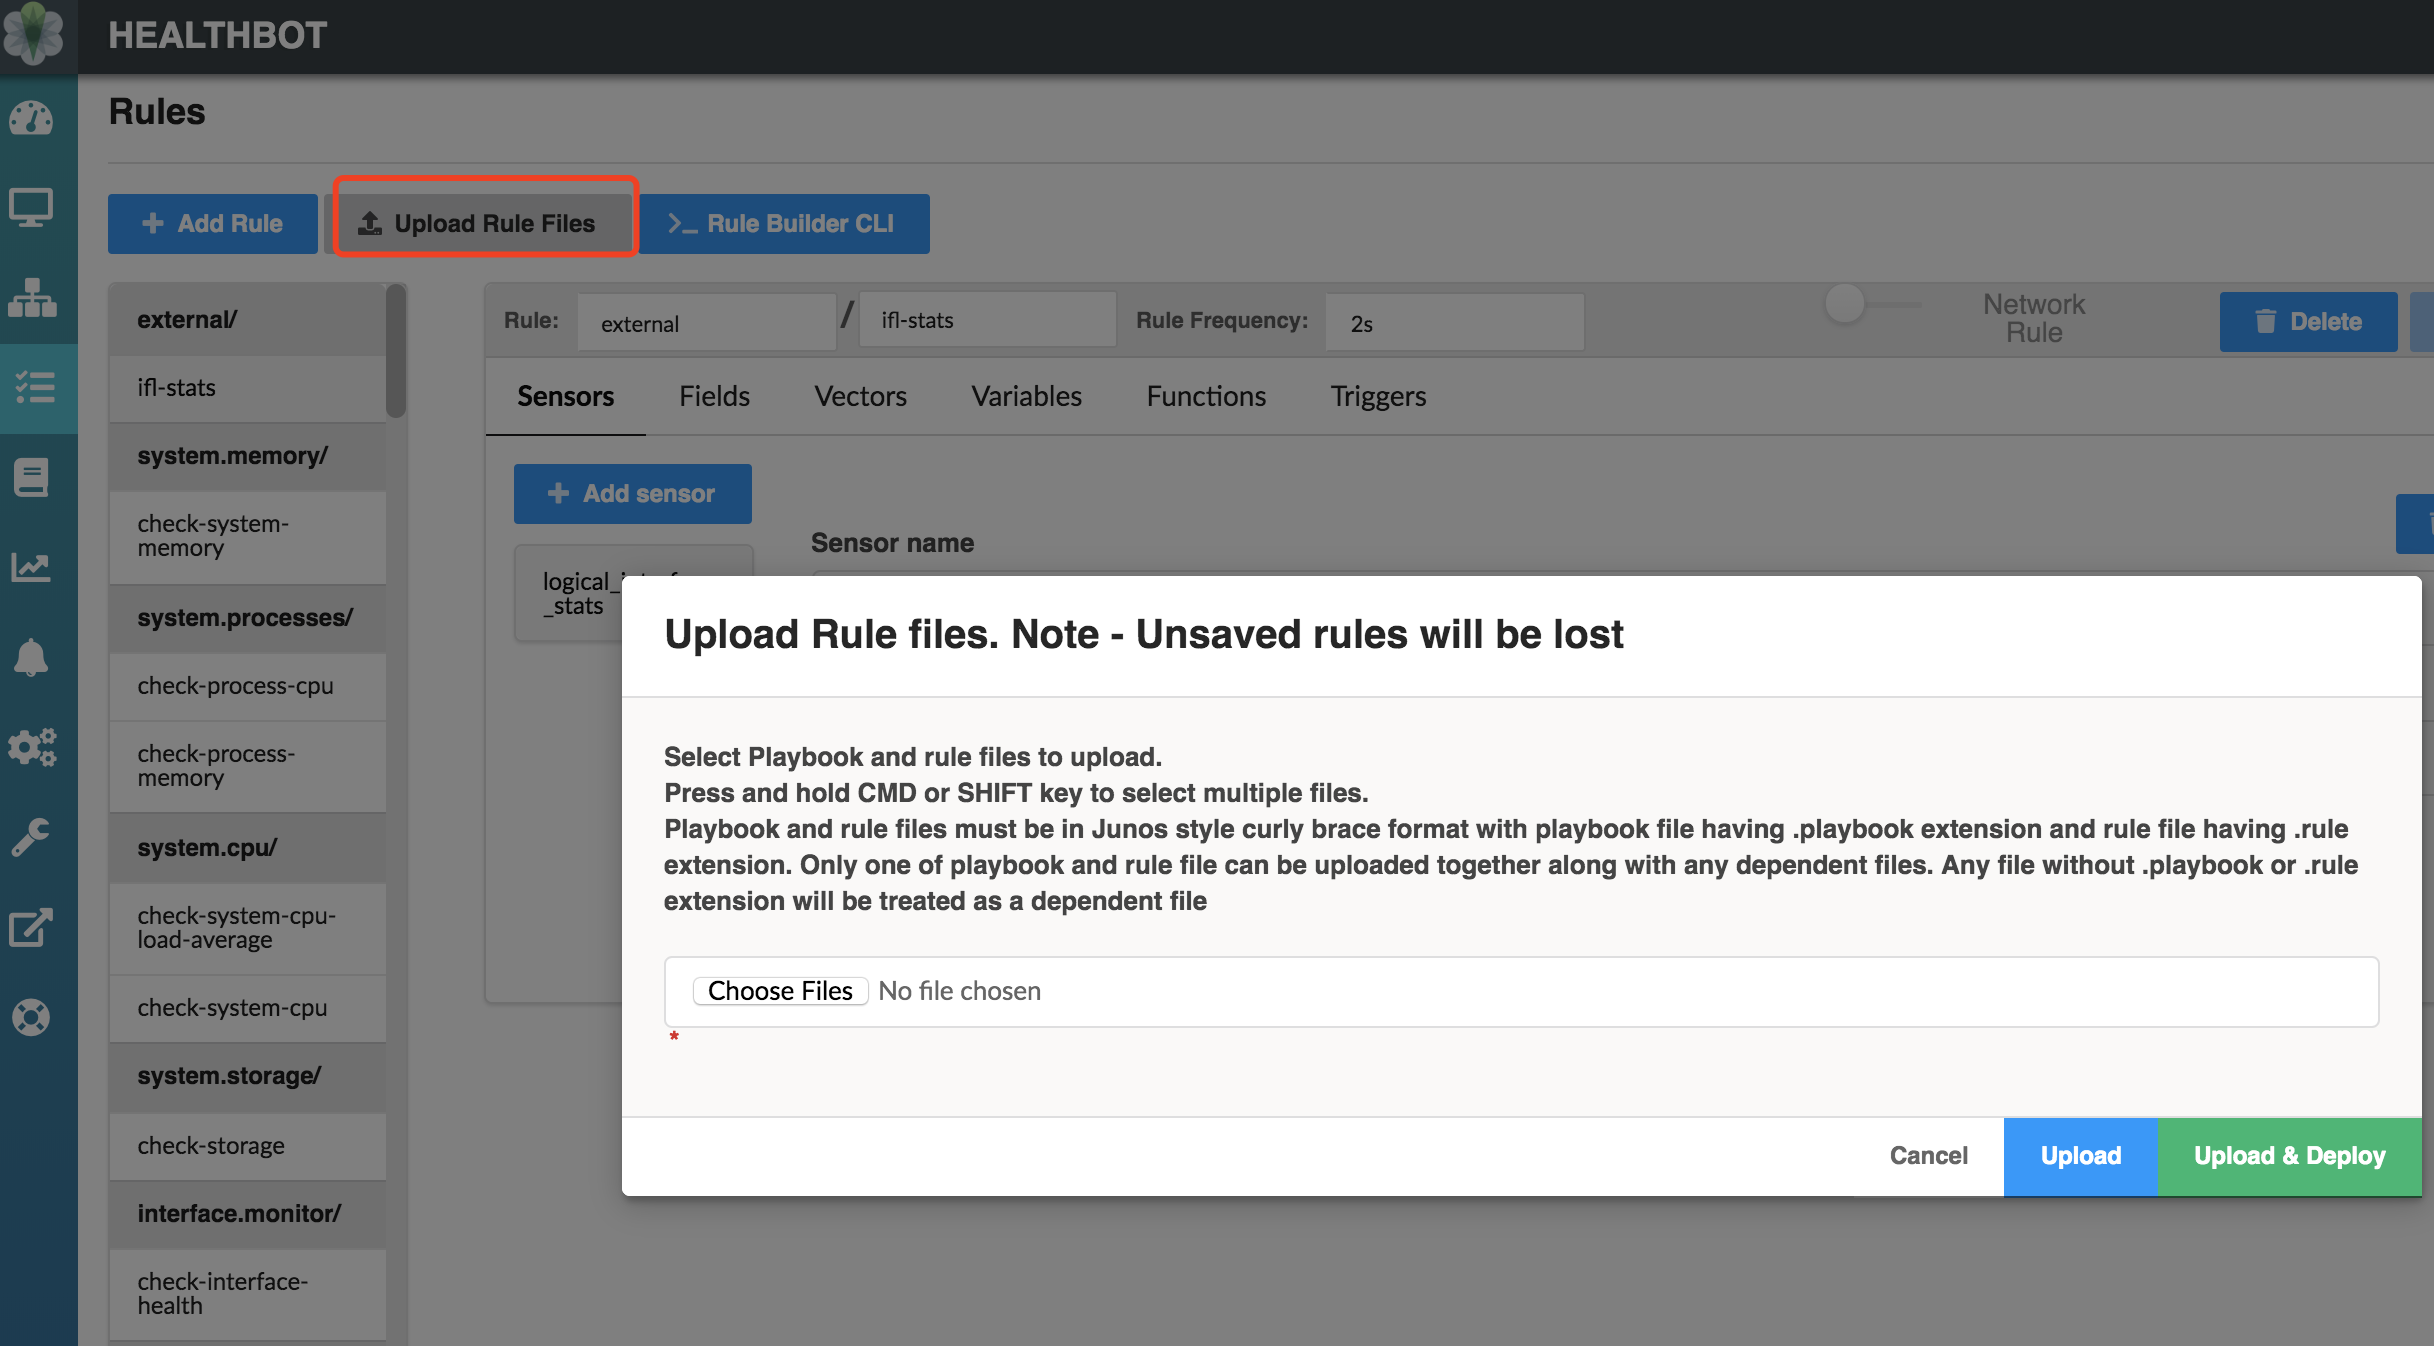 HEALTHBOT
Rules
Add Rule
Upload Rule Files
>_ Rule Builder CLI
external/
ifl-stats
system.memory/
check-system-
memory
system.processes/
check-process-cpu
check-process-
memory
system.cpu/
check-system-cpu-
load-average
check-system-cpu
system.storage/
check-storage
interface.monitor/
check-interface-
health
Rule: external / ifl-stats Rule Frequency: 2s
Network
Rule
Delete
Sensors Fields Vectors Variables Functions Triggers
Add sensor
Sensor name
_stats
Upload Rule files. Note - Unsaved rules will be lost
Select Playbook and rule files to upload.
Press and hold CMD or SHIFT key to select multiple files.
Playbook and rule files must be in Junos style curly brace format with playbook file having .playbook extension and rule file having .rule
extension. Only one of playbook and rule file can be uploaded together along with any dependent files. Any file without .playbook or .rule
extension will be treated as a dependent file
Choose Files No file chosen
*
Cancel Upload Upload & Deploy